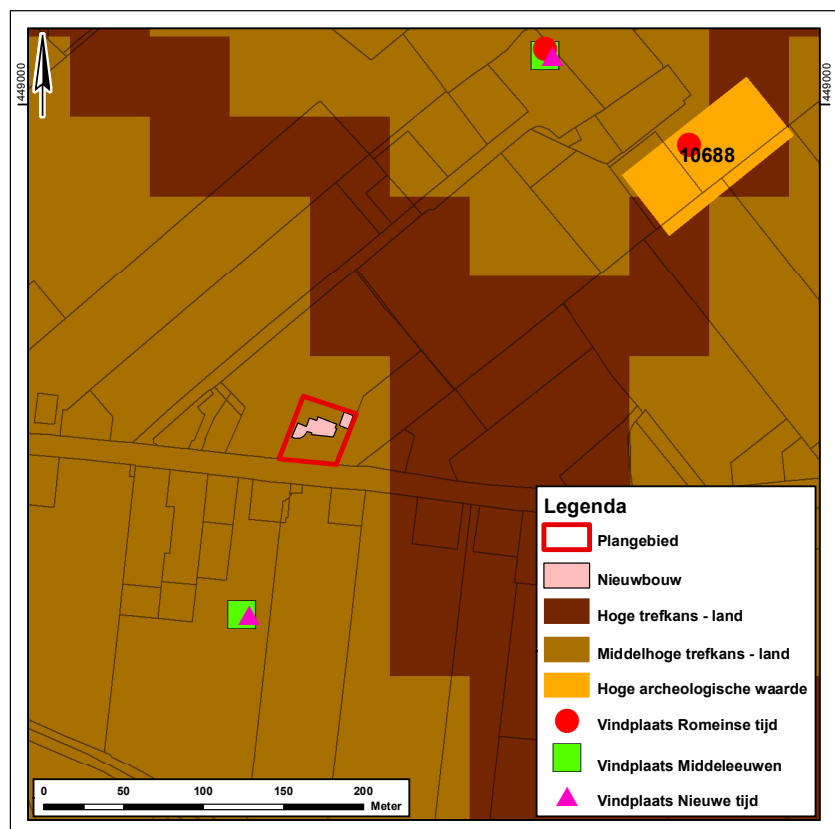 449000
449000
10688
Legenda
Plangebied
Nieuwbouw
Hoge trefkans - land
Middelhoge trefkans - land
Hoge archeologische waarde
Vindplaats Romeinse tijd
Vindplaats Middeleeuwen
Vindplaats Nieuwe tijd
0 50 100 150 200
Meter